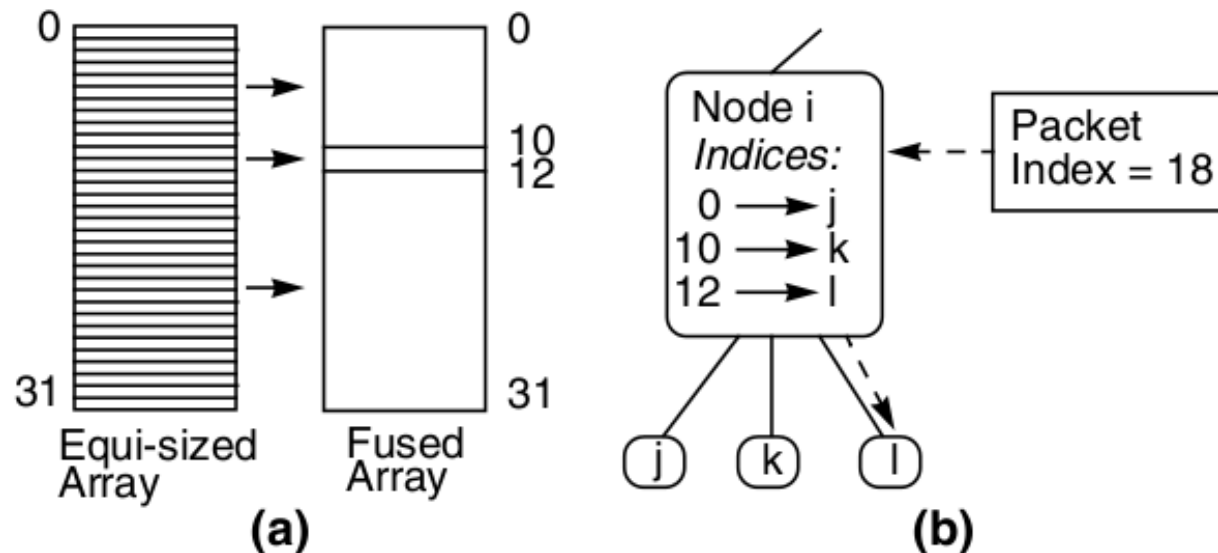 0
31
Equi-sized
Array
0
10
12
31
Fused
Array
(a)
Node i
Indices:
0 j
10 k
12 l
Packet
Index = 18
j k l
(b)